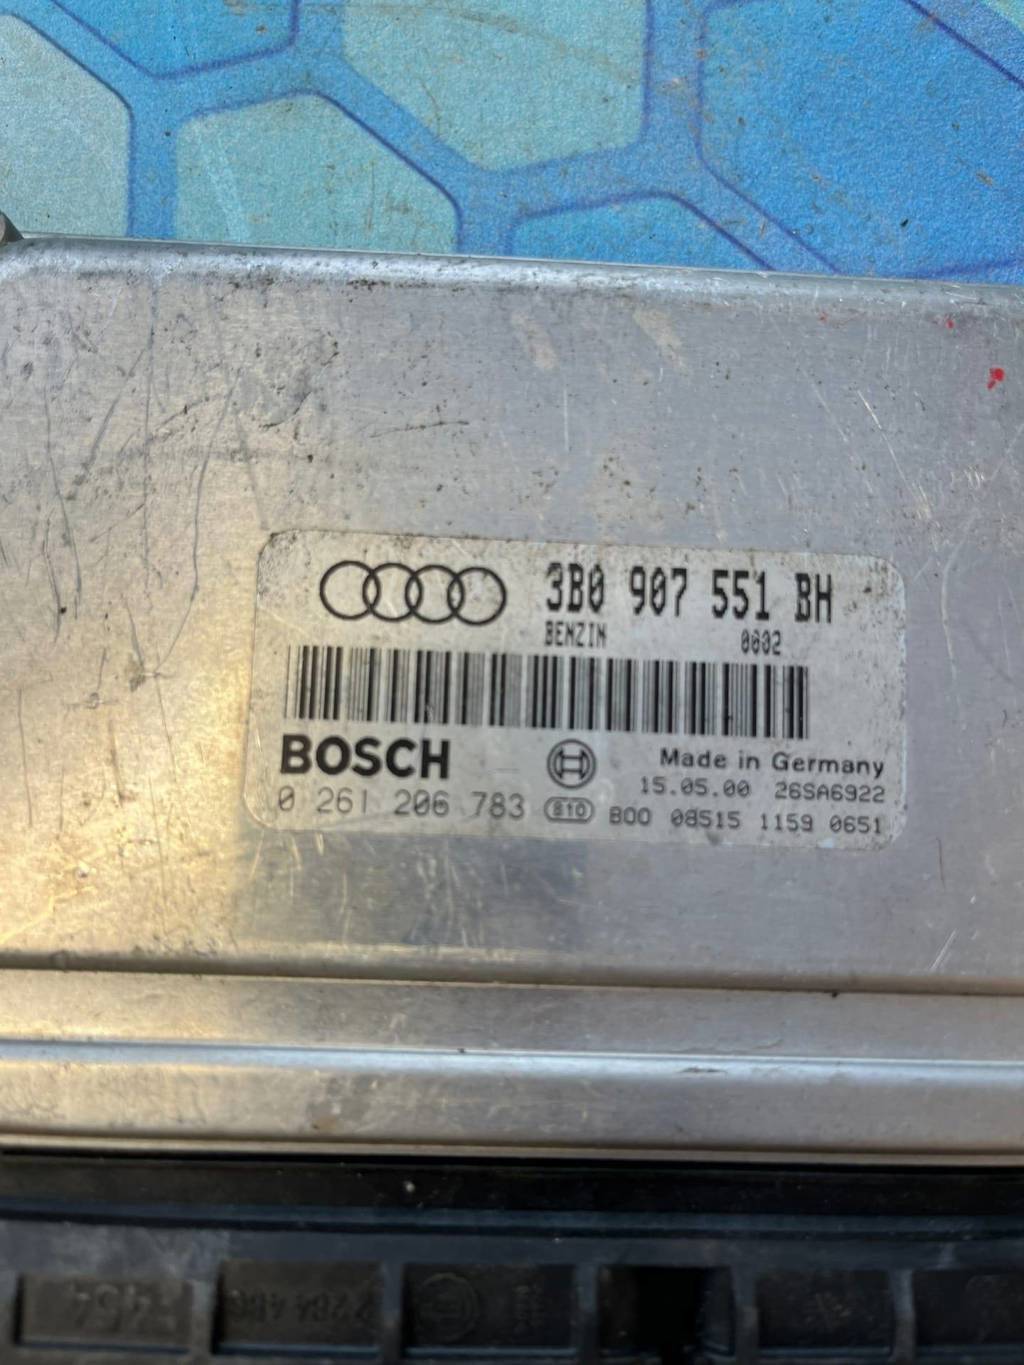 3B0 907 551 BH
BENZIN 0002
BOSCH
Made in Germany
15.05.00 26SA6922
0 261 206 783 810 B00 08515 1159 0651